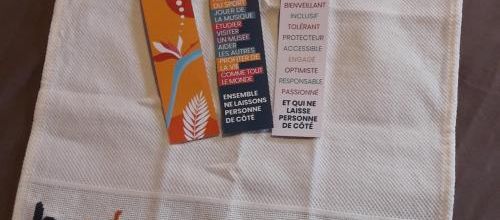 DU SPORT
JOUER DE
LA MUSIQUE
ÉTUDIER
VISITER
UN MUSÉE
AIDER
LES AUTRES
PROFITER DE
LA VIE
COMME TOUT
LE MONDE
ENSEMBLE
NE LAISSONS
PERSONNE
DE CÔTÉ
BIENVEILLANT
INCLUSIF
TOLÉRANT
PROTECTEUR
ACCESSIBLE
ENGAGÉ
OPTIMISTE
RESPONSABLE
PASSIONNÉ
ET QUI NE
LAISSE
PERSONNE
DE CÔTÉ